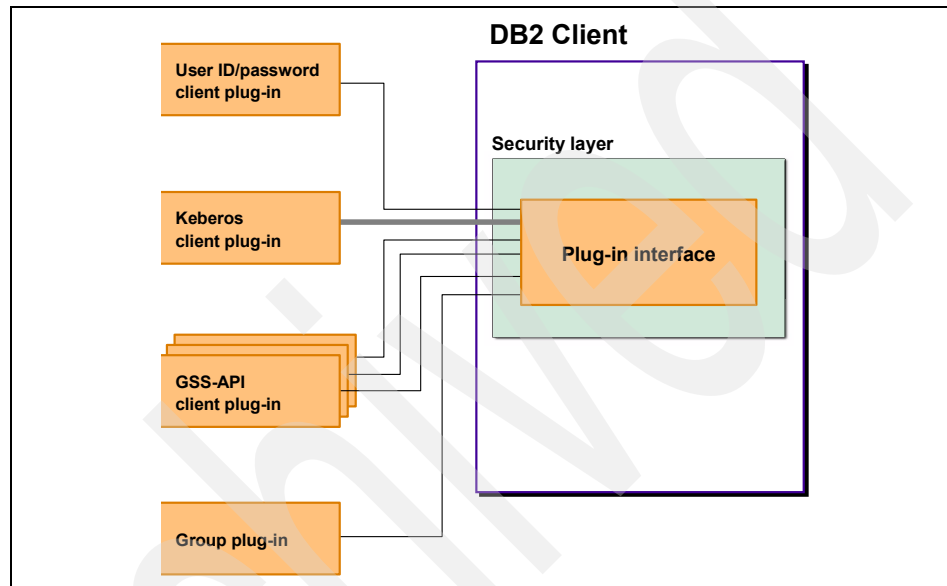 DB2 Client
User ID/password
client plug-in
Security layer
Keberos
client plug-in
Plug-in interface
GSS-API
client plug-in
Group plug-in